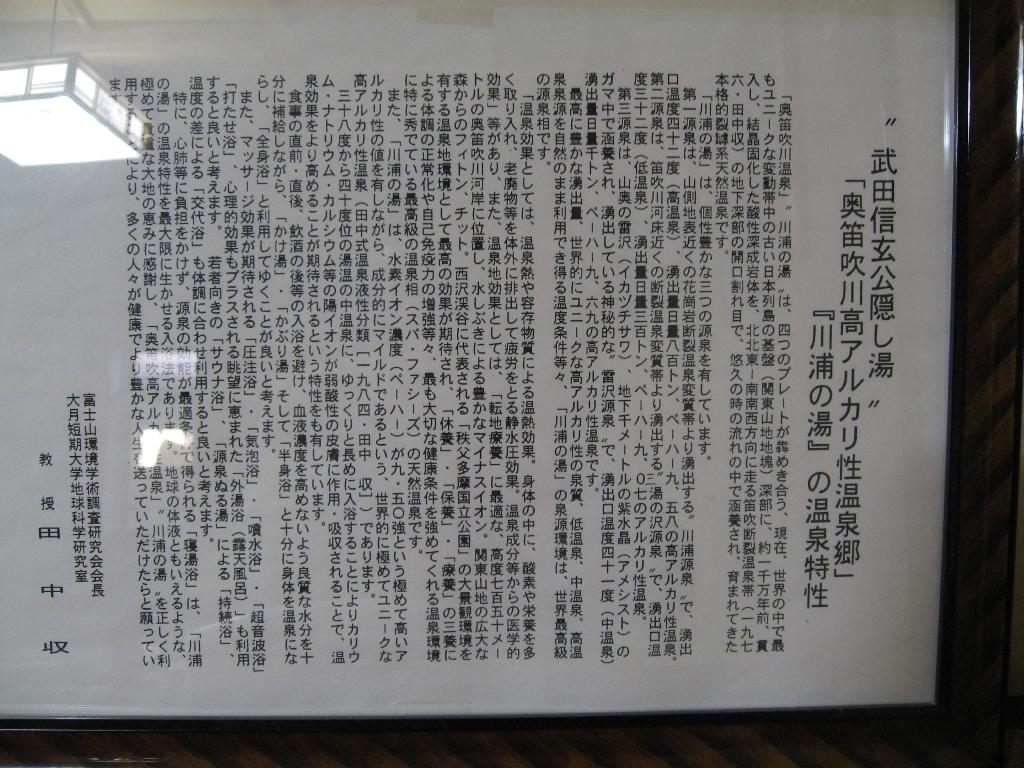 〝武田信玄公隠し湯〟
「奥笛吹川高アルカリ性温泉郷」
『川浦の湯』の温泉特性
「奥笛吹川温泉」〝川浦の湯〟は、四つのプレートが犇めき合う、現在、世界の中で最
もユニークな変動帯中の古い日本列島の基盤（関東山地地塊）深部に、約一千万年前、貫
入し、結晶固化した酸性深成岩体を、北北東ー南南西方向に走る笛吹断裂温泉帯（一九七
六・田中収）の地下深部の開口割れ目で、悠久の時の流れの中で涵養され、育まれてきた
本格的裂罅系天然温泉です。
「川浦の湯」は、個性豊かな三つの源泉を有しています。
第一源泉は、山側地表近くの花崗岩断裂温泉変質帯より湧出する〝川浦源泉〟で、湧出
口温度四十二度（高温泉）、湧出量日量八百トン、ペーハー九、五八の高アルカリ性温泉。
第二源泉は、笛吹川河床近くの断裂温泉変質帯より湧出する〝湯の沢源泉〟で、湧出口温
度三十二度（低温泉）、湧出量日量三百トン、ペーハー九、〇七のアルカリ性温泉。
第三源泉は、山奥の雷沢（イカヅチサワ）、地下千メートルの紫水晶（アメシスト）の
ガマ中で涵養され、湧出している神秘的な〝雷沢源泉〟で、湧出口温度四十一度（中温泉）
湧出量日量千トン、ペーハー九、九六の高アルカリ性温泉です。
最高に豊かな湧出量、世界的にユニークな高アルカリ性の泉質、低温泉、中温泉、高温
泉源泉を自然のまま利用でき得る温度条件等々、「川浦の湯」の泉源環境は、世界最高級
の源泉相です。
「温泉効果としては、温泉熱や容存物質による温熱効果。身体の中に、酸素や栄養を多
く取り入れ、老廃物等を体外に排出して疲労をとる静水圧効果。温泉成分等からの医学的
効果」等があり、また、温泉地効果としては、「転地療養」に最適な、高度七百五十メー
トルの奥笛吹川河岸に位置し、水しぶきによる豊かなマイナスイオン。関東山地の広大な
森からのフィトン、チット。西沢渓谷に代表される「秩父多摩国立公園」の大景観環境を
有する温泉地環境として最高の効果が期待され、「休養」・「保養」・「療養」の三養に
よる体調の正常化や自己免疫力の増強等々、最も大切な健康条件を強めてくれる温泉環境
に特に秀でている最高級の温泉相（スパ、ファシーズ）の天然温泉です。
また、「川浦の湯」は、水素イオン濃度（ペーハー）が九・五〇強という極めて高いア
ルカリ性の値を有しながら、成分的にマイルドであるという、世界的に極めてユニークな
高アルカリ性温泉（田中式温泉液性分類［一九八四・田中 収］）であります。
三十八度から四十度位の湯温の中温泉に、ゆっくりと長めに入浴することによりカリウ
ム・ナトリウム・カルシウム等の陽イオンが弱酸性の皮膚に作用・吸収されることで、温
泉効果をより高めることが期待されるという特性をも有しています。
食事の直前・直後、飲酒の後等の入浴を避け、血液濃度を高めないよう良質な水分を十
分に補給しながら、「かけ湯」・「かぶり湯」そして「半身浴」と十分に身体を温泉にな
らし、「全身浴」と利用してゆくことが良いと考えます。
また、マッサージ効果が期待される「圧注浴」・「気泡浴」・「噴水浴」・「超音波浴」
「打たせ浴」、心理的効果もプラスされる眺望に恵まれた「外湯浴（露天風呂）」も利用
すると良いと考えます。 若者向きの「サウナ浴」、「源泉ぬる湯」による「持続浴」、
温度の差による「交代浴」も体調に合わせ利用すると良いと考えます。
特に、心肺等に負担をかけず、源泉の効能が最適条件で得られる「寝湯浴」は、「川浦
の湯」の温泉特性を最大限に生かせる入浴法であります。地球の体液ともいえるような、
極めて貴重な大地の恵みに感謝し、「奥笛吹高アルカリ性温泉」〝川浦の湯〟を正しく利
用することにより、多くの人々が健康でより豊かな人生を送っていただけたらと願ってい
ます
富士山環境学術調査研究会会長
大月短期大学地球科学研究室
教授 田中 収